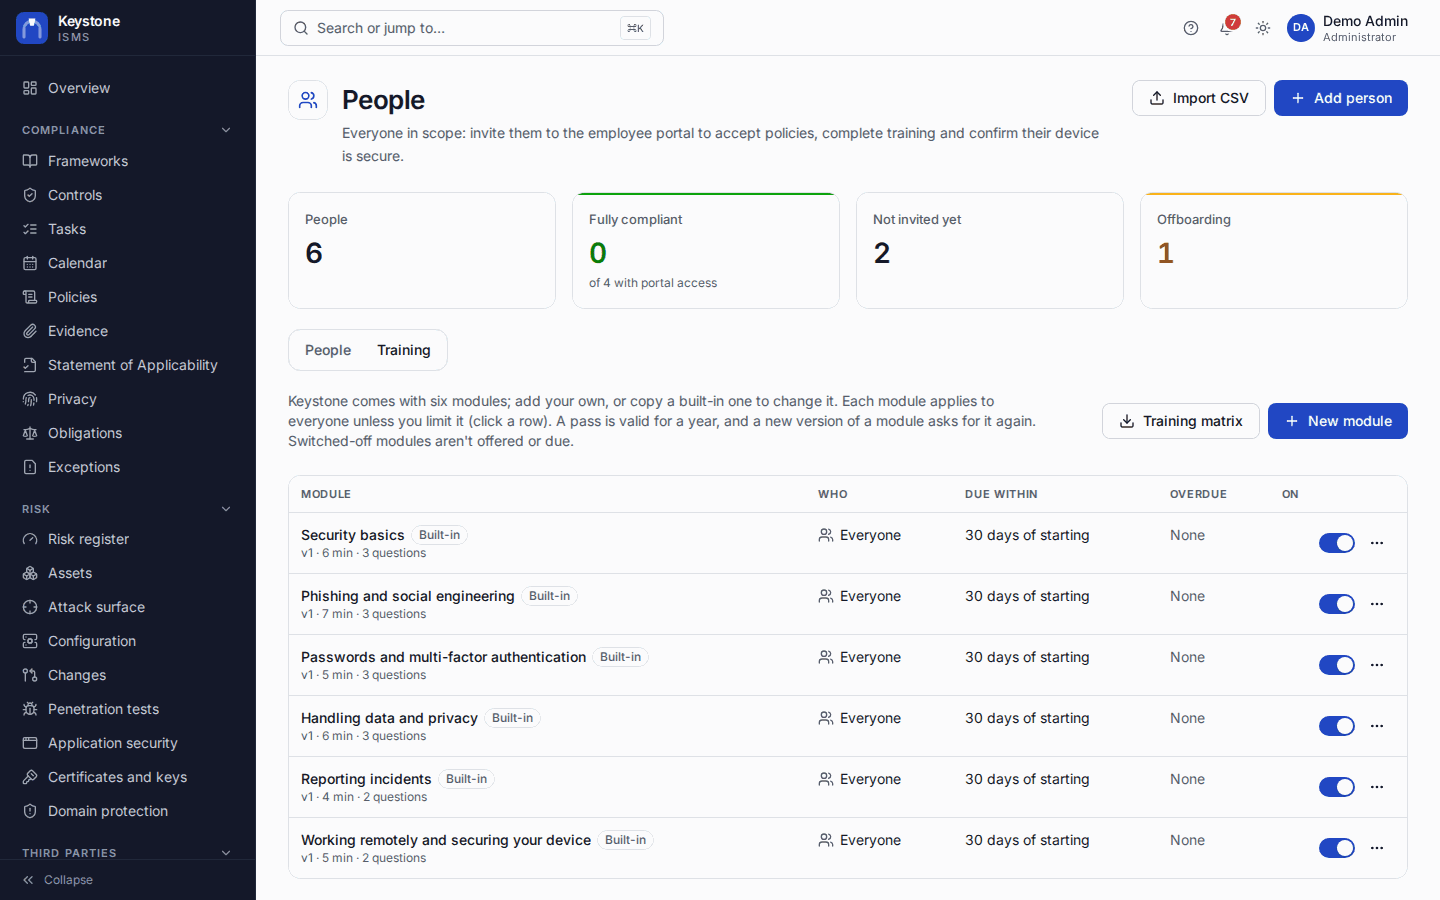 Keystone
ISMS
Search or jump to...
⌘K
7
DA
Demo Admin
Administrator
Overview
COMPLIANCE
Frameworks
Controls
Tasks
Calendar
Policies
Evidence
Statement of Applicability
Privacy
Obligations
Exceptions
RISK
Risk register
Assets
Attack surface
Configuration
Changes
Penetration tests
Application security
Certificates and keys
Domain protection
THIRD PARTIES
Collapse
People
Import CSV
Add person
Everyone in scope: invite them to the employee portal to accept policies, complete training and confirm their device
is secure.
People
6
Fully compliant
0
of 4 with portal access
Not invited yet
2
Offboarding
1
People
Training
Keystone comes with six modules; add your own, or copy a built-in one to change it. Each module applies to
everyone unless you limit it (click a row). A pass is valid for a year, and a new version of a module asks for it again.
Switched-off modules aren't offered or due.
Training matrix
New module
MODULE WHO DUE WITHIN OVERDUE ON
Security basics Built-in Everyone 30 days of starting None
v1 · 6 min · 3 questions
Phishing and social engineering Built-in Everyone 30 days of starting None
v1 · 7 min · 3 questions
Passwords and multi-factor authentication Built-in Everyone 30 days of starting None
v1 · 5 min · 3 questions
Handling data and privacy Built-in Everyone 30 days of starting None
v1 · 6 min · 3 questions
Reporting incidents Built-in Everyone 30 days of starting None
v1 · 4 min · 2 questions
Working remotely and securing your device Built-in Everyone 30 days of starting None
v1 · 5 min · 2 questions